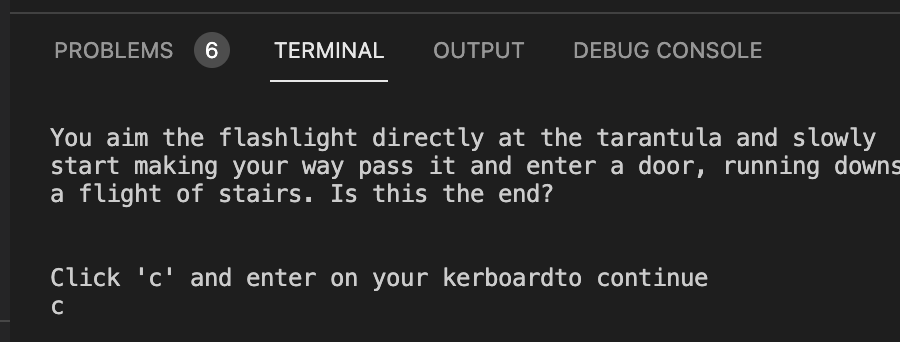 PROBLEMS 6 TERMINAL OUTPUT DEBUG CONSOLE
You aim the flashlight directly at the tarantula and slowly
start making your way pass it and enter a door, running downs
a flight of stairs. Is this the end?
Click 'c' and enter on your kerboardto continue
c